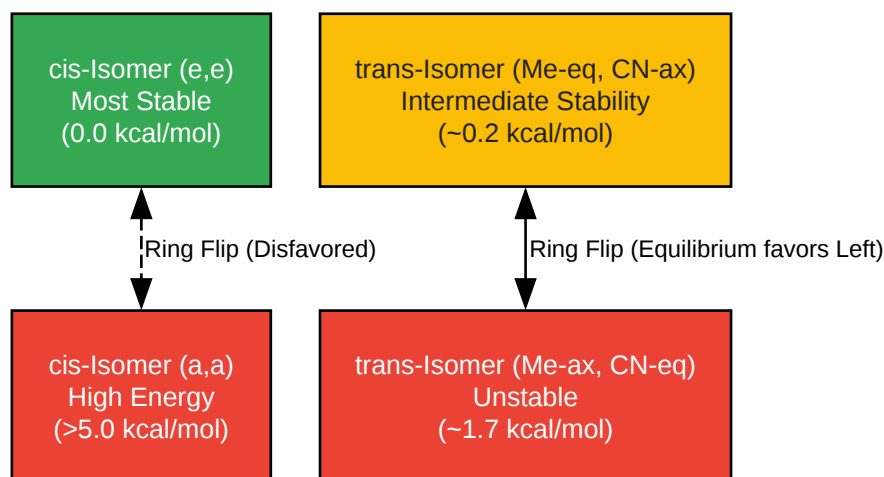 cis-Isomer (e,e)
Most Stable
(0.0 kcal/mol)
trans-Isomer (Me-eq, CN-ax)
Intermediate Stability
(~0.2 kcal/mol)
Ring Flip (Disfavored)
Ring Flip (Equilibrium favors Left)
cis-Isomer (a,a)
High Energy
(>5.0 kcal/mol)
trans-Isomer (Me-ax, CN-eq)
Unstable
(~1.7 kcal/mol)